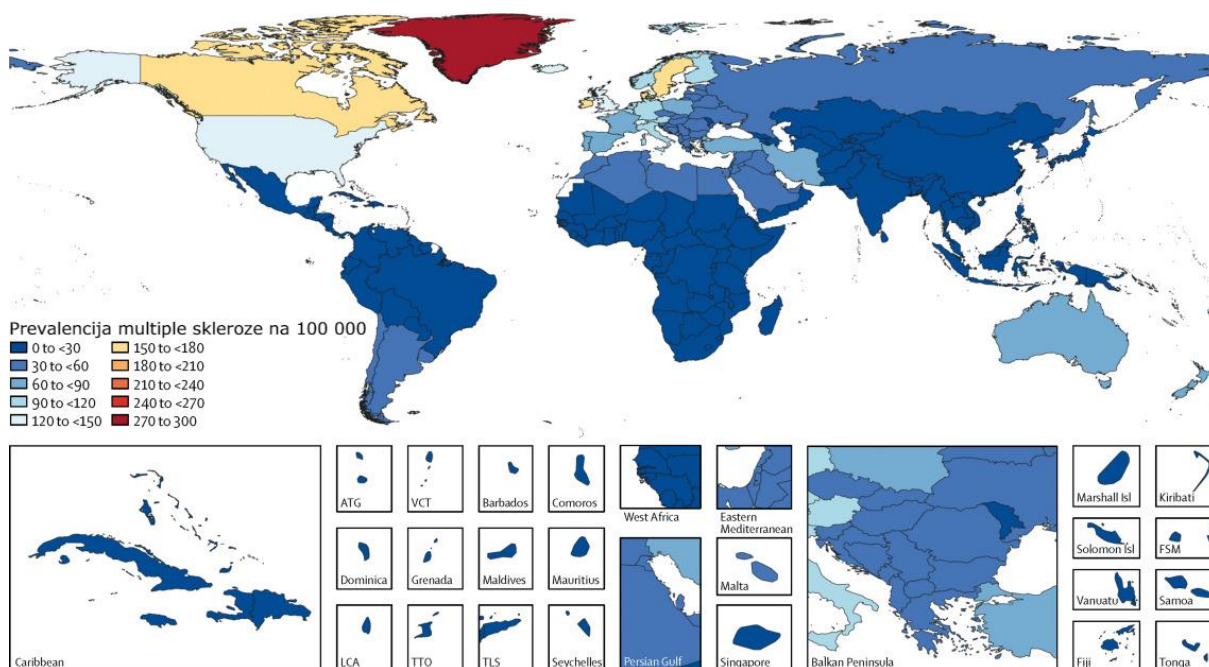 Prevalencija multiple skleroze na 100 000
0 to <30
30 to <60
60 to <90
90 to <120
120 to <150
150 to <180
180 to <210
210 to <240
240 to <270
270 to 300
Caribbean
ATG
VCT
Barbados
Comoros
Dominica
Grenada
Maldives
Mauritius
LCA
TTO
TLS
Seychelles
West Africa
Eastern
Mediterranean
Persian Gulf
Malta
Singapore
Balkan Peninsula
Marshall Isl
Kiribati
Solomon Isl
FSM
Vanuatu
Samoa
Fiji
Tonga